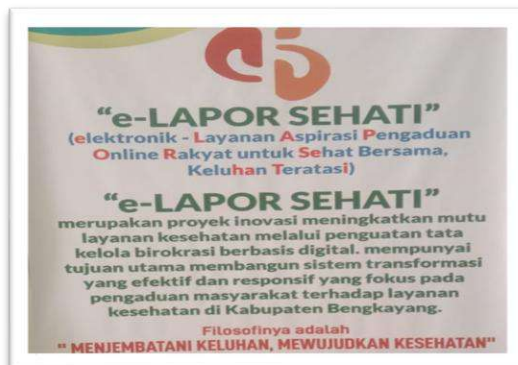 "e-LAPOR SEHATI"
(elektronik - Layanan Aspirasi Pengaduan
Online Rakyat untuk Sehat Bersama,
Keluhan Teratasi)
"e-LAPOR SEHATI"
merupakan proyek inovasi meningkatkan mutu
layanan kesehatan melalui penguatan tata
kelola birokrasi berbasis digital. mempunyai
tujuan utama membangun sistem transformasi
yang efektif dan responsif yang fokus pada
pengaduan masyarakat terhadap layanan
kesehatan di Kabupaten Bengkayang.
Filosofinya adalah
" MENJEMBATANI KELUHAN, MEWUJUDKAN KESEHATAN"